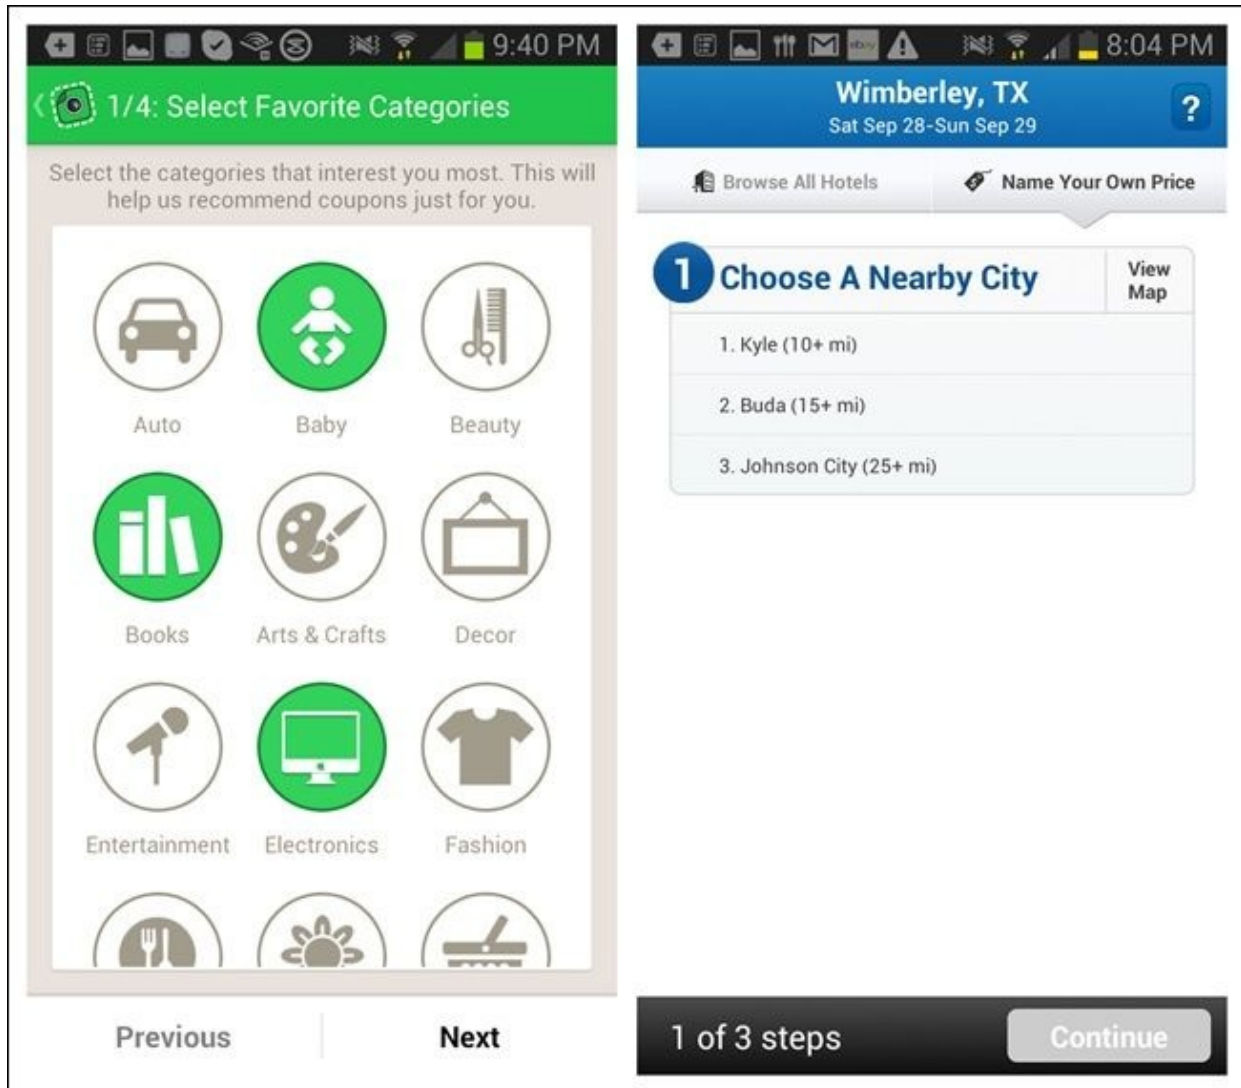 9:40 PM
1/4: Select Favorite Categories
Select the categories that interest you most. This will
help us recommend coupons just for you.
Auto
Baby
Beauty
Books
Arts & Crafts
Decor
Entertainment
Electronics
Fashion
Previous
Next
ebay
8:04 PM
Wimberley, TX
Sat Sep 28-Sun Sep 29
?
Browse All Hotels
Name Your Own Price
1
Choose A Nearby City
View
Map
1. Kyle (10+ mi)
2. Buda (15+ mi)
3. Johnson City (25+ mi)
1 of 3 steps
Continue